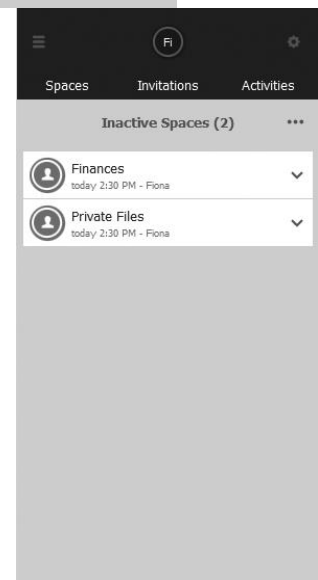 Fi
Spaces Invitations Activities
Inactive Spaces (2)
Finances
today 2:30 PM - Fiona
Private Files
today 2:30 PM - Fiona